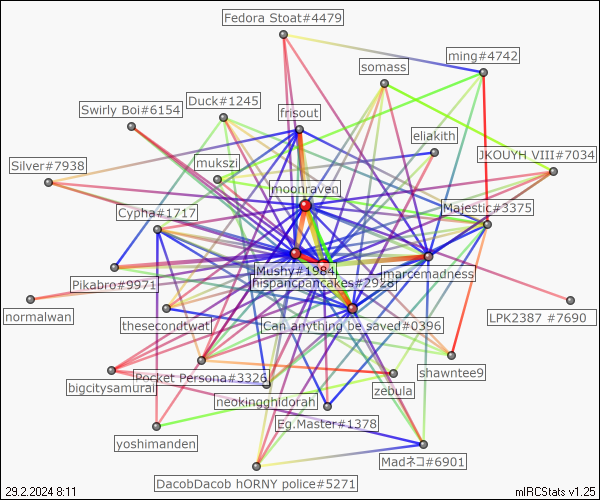 Fedora Stoat#4479
ming#4742
somass
Duck#1245
Swirly Boi#6154
frisout
eliakith
JKOUYH_VIII#7034
mukszi
Silver#7938
moonraven
Cypha#1717
Majestic#3375
Mushy#1984
marcemadness
hispancpancakes#2928
Pikabro#9971
normalwan
LPK2387 #7690
thesecondtwat
Can anything be saved#0396
shawntee9
Pocket Persona#3326
bigcitysamurai
zebula
neokingghidorah
Eg.Master#1378
yoshimanden
Madネコ#6901
DacobDacob hORNY police#5271
29.2.2024 8:11
mIRCStats v1.25